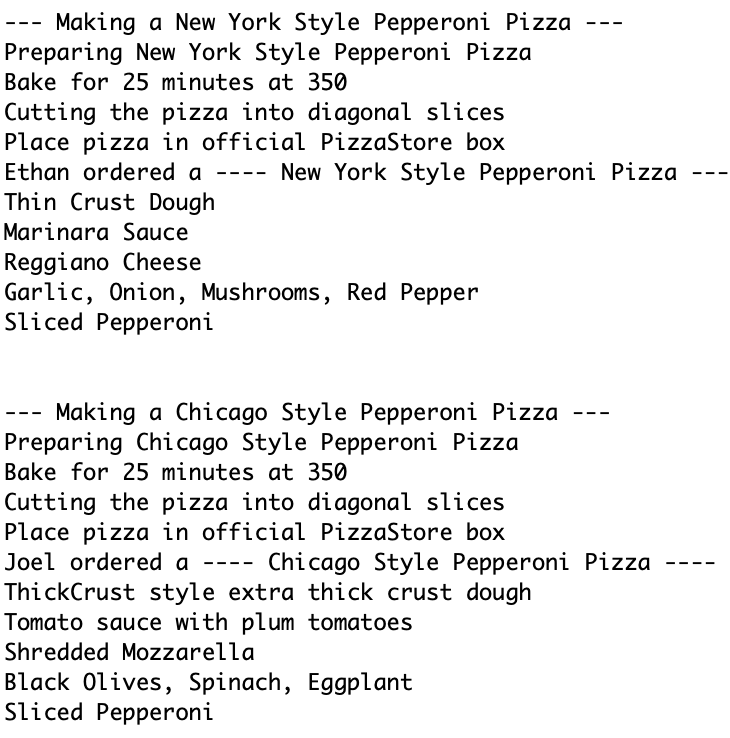 --- Making a New York Style Pepperoni Pizza ---
Preparing New York Style Pepperoni Pizza
Bake for 25 minutes at 350
Cutting the pizza into diagonal slices
Place pizza in official PizzaStore box
Ethan ordered a ---- New York Style Pepperoni Pizza ---
Thin Crust Dough
Marinara Sauce
Reggiano Cheese
Garlic, Onion, Mushrooms, Red Pepper
Sliced Pepperoni
--- Making a Chicago Style Pepperoni Pizza ---
Preparing Chicago Style Pepperoni Pizza
Bake for 25 minutes at 350
Cutting the pizza into diagonal slices
Place pizza in official PizzaStore box
Joel ordered a ---- Chicago Style Pepperoni Pizza ----
ThickCrust style extra thick crust dough
Tomato sauce with plum tomatoes
Shredded Mozzarella
Black Olives, Spinach, Eggplant
Sliced Pepperoni